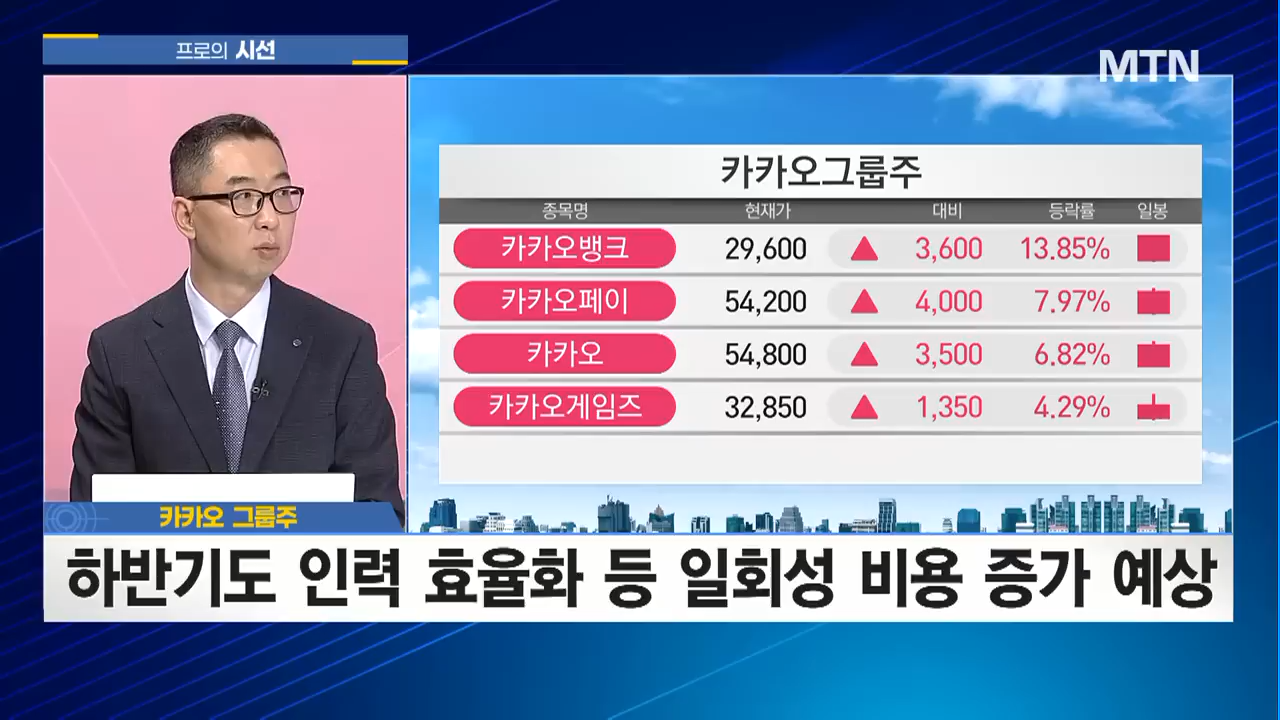 프로의 시선
MTN
카카오그룹주
종목명 현재가 대비 등락률 일봉
카카오뱅크 29,600 ▲ 3,600 13.85%
카카오페이 54,200 ▲ 4,000 7.97%
카카오 54,800 ▲ 3,500 6.82%
카카오게임즈 32,850 ▲ 1,350 4.29%
카카오 그룹주
하반기도 인력 효율화 등 일회성 비용 증가 예상